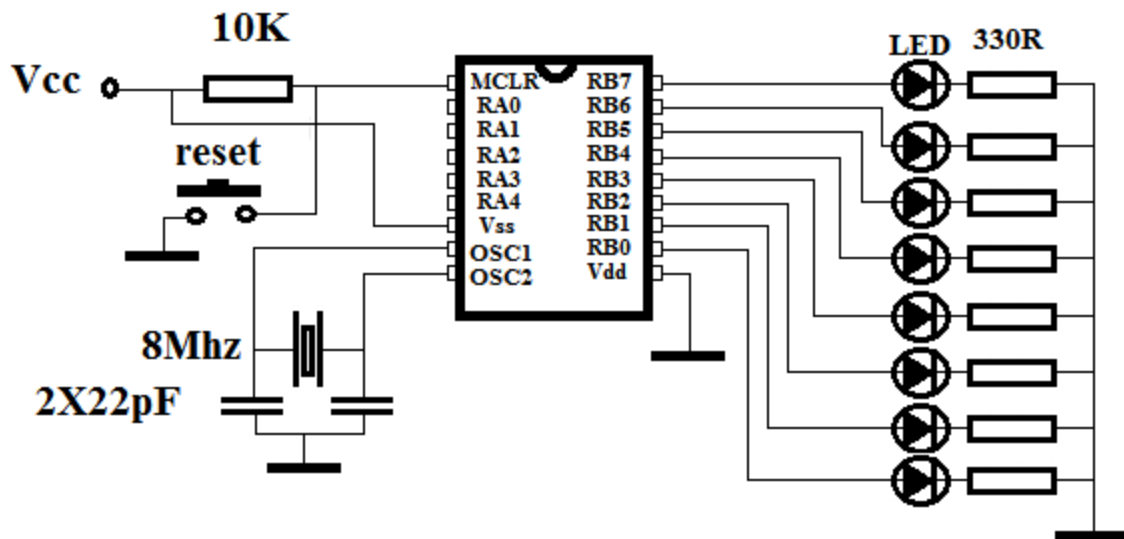 10K
Vcc
reset
8Mhz
2X22pF
MCLR
RA0
RA1
RA2
RA3
RA4
Vss
OSC1
OSC2
RB7
RB6
RB5
RB4
RB3
RB2
RB1
RB0
Vdd
LED
330R